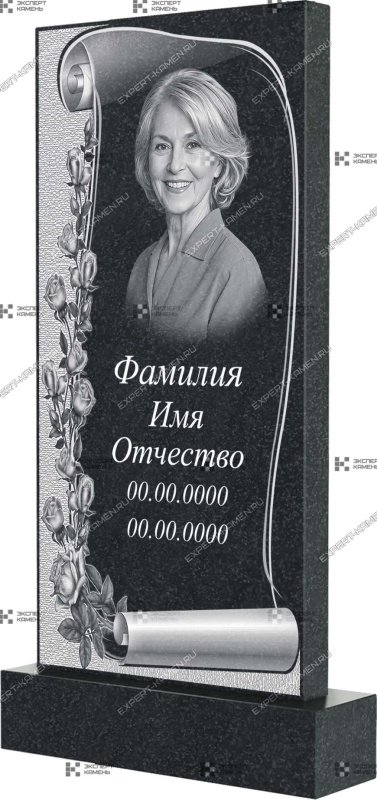 ЭКСПЕРТ
КАМЕНЬ
EXPERT-KAMEN.RU
Фамилия
Имя
Отчество
00.00.0000
00.00.0000